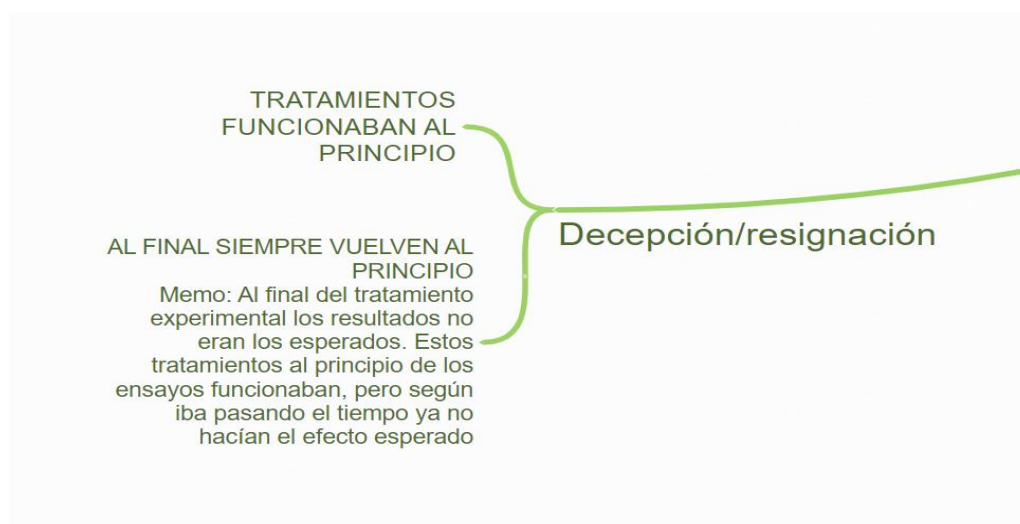 TRATAMIENTOS
FUNCIONABAN AL
PRINCIPIO
Decepción/resignación
AL FINAL SIEMPRE VUELVEN AL
PRINCIPIO
Memo: Al final del tratamiento
experimental los resultados no
eran los esperados. Estos
tratamientos al principio de los
ensayos funcionaban, pero según
iba pasando el tiempo ya no
hacían el efecto esperado